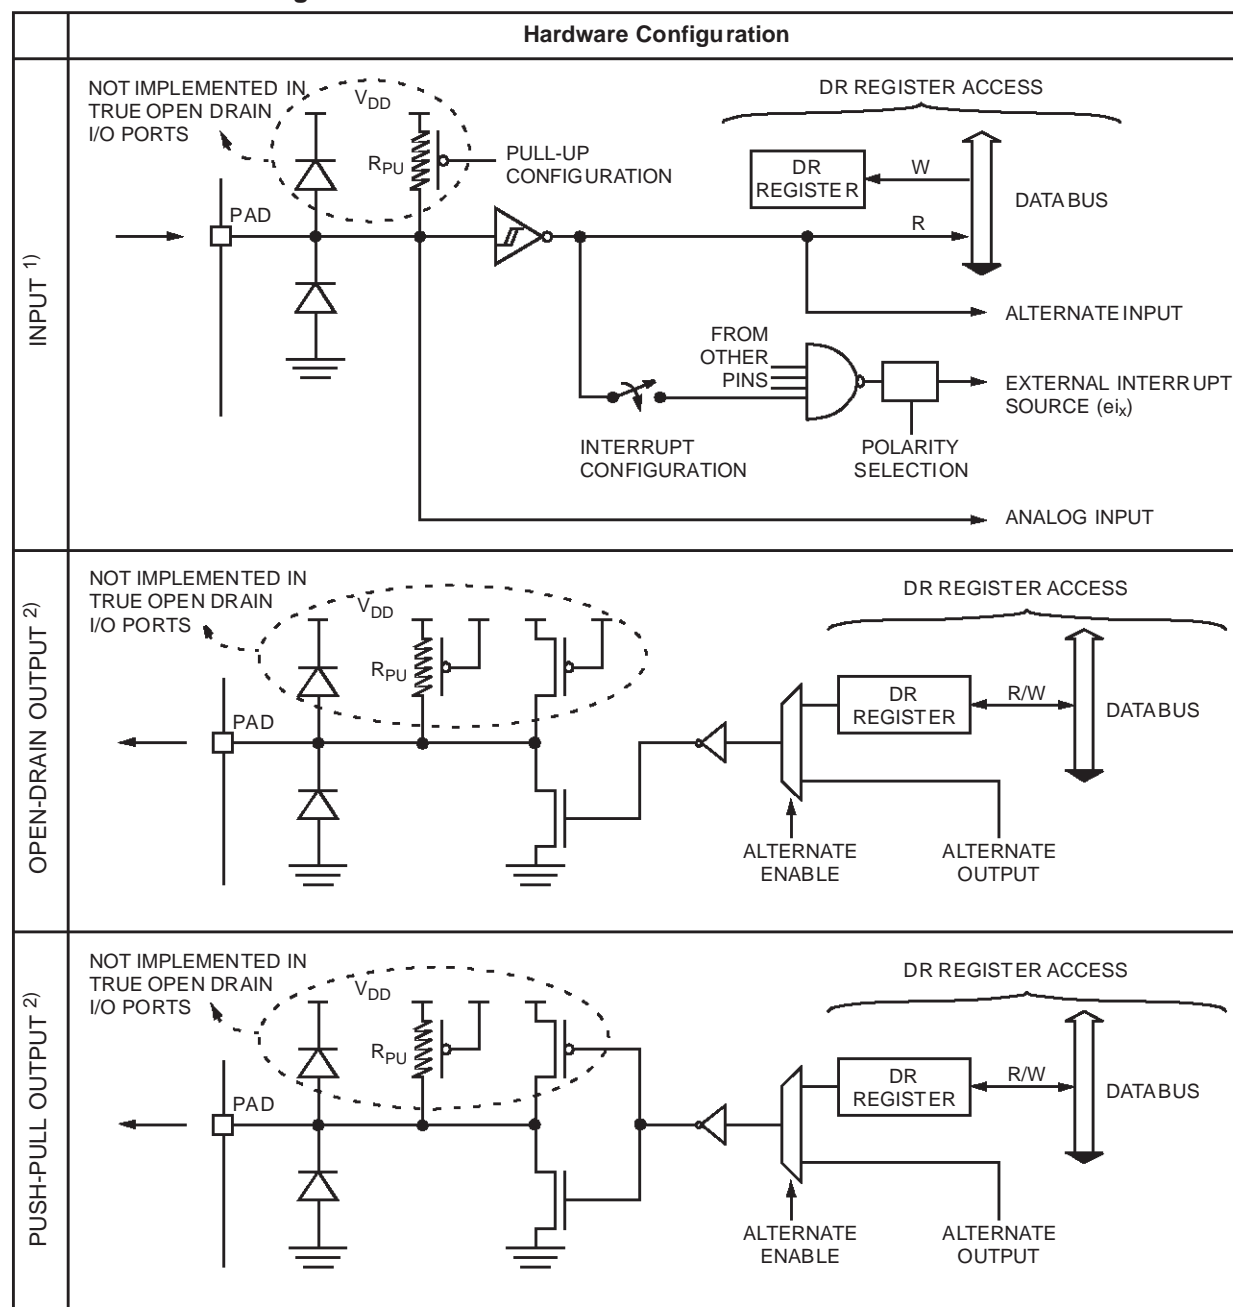 Hardware Configuration
INPUT 1)
NOT IMPLEMENTED IN
TRUE OPEN DRAIN
I/O PORTS
VDD
RPU
PULL-UP
CONFIGURATION
PAD
DR REGISTER ACCESS
DR
REGISTER
W
R
DATA BUS
ALTERNATE INPUT
FROM
OTHER
PINS
EXTERNAL INTERRUPT
SOURCE (eix)
INTERRUPT
CONFIGURATION
POLARITY
SELECTION
ANALOG INPUT
OPEN-DRAIN OUTPUT 2)
NOT IMPLEMENTED IN
TRUE OPEN DRAIN
I/O PORTS
VDD
RPU
PAD
DR REGISTER ACCESS
DR
REGISTER
R/W
DATA BUS
ALTERNATE
ENABLE
ALTERNATE
OUTPUT
PUSH-PULL OUTPUT 2)
NOT IMPLEMENTED IN
TRUE OPEN DRAIN
I/O PORTS
VDD
RPU
PAD
DR REGISTER ACCESS
DR
REGISTER
R/W
DATA BUS
ALTERNATE
ENABLE
ALTERNATE
OUTPUT